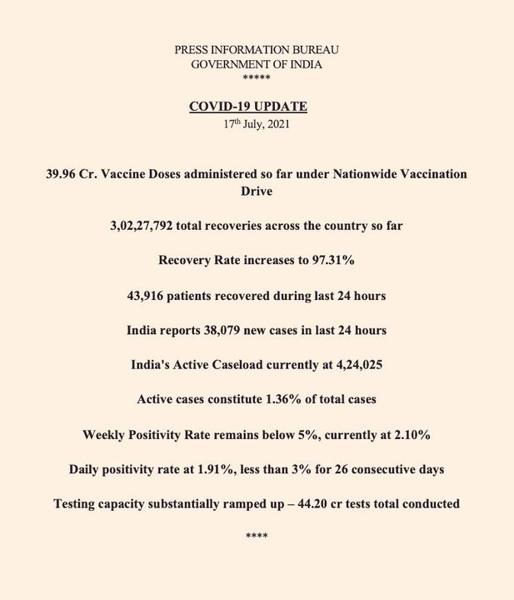 PRESS INFORMATION BUREAU
GOVERNMENT OF INDIA
*****
COVID-19 UPDATE
17th July, 2021
39.96 Cr. Vaccine Doses administered so far under Nationwide Vaccination
Drive
3,02,27,792 total recoveries across the country so far
Recovery Rate increases to 97.31%
43,916 patients recovered during last 24 hours
India reports 38,079 new cases in last 24 hours
India's Active Caseload currently at 4,24,025
Active cases constitute 1.36% of total cases
Weekly Positivity Rate remains below 5%, currently at 2.10%
Daily positivity rate at 1.91%, less than 3% for 26 consecutive days
Testing capacity substantially ramped up – 44.20 cr tests total conducted
****